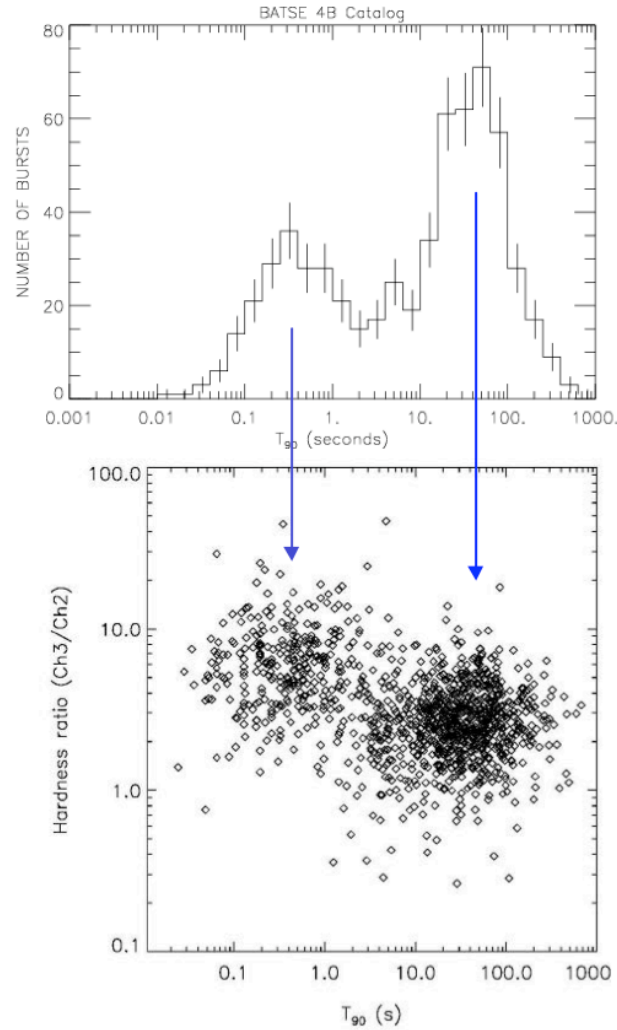 BATSE 4B Catalog
80
60
40
20
0
NUMBER OF BURSTS
0.001 0.01 0.1 1. 10. 100. 1000.
T90 (seconds)
100.0
10.0
1.0
0.1
Hardness ratio (Ch3/Ch2)
0.1 1.0 10.0 100.0 1000
T90 (s)